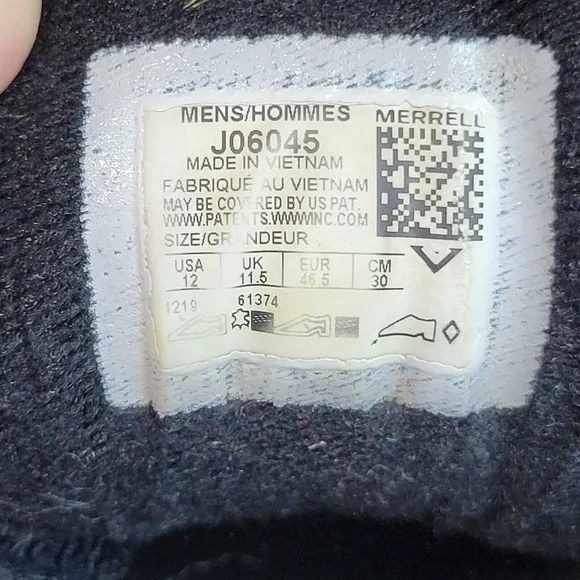 MENS/HOMMES MERRELL
J06045
MADE IN VIETNAM
FABRIQUÉ AU VIETNAM
MAY BE COVERED BY US PAT.
WWW.PATENTS.WWWINC.COM
SIZE/GRANDEUR
USA UK EUR CM
12 11.5 46.5 30
1219 61374